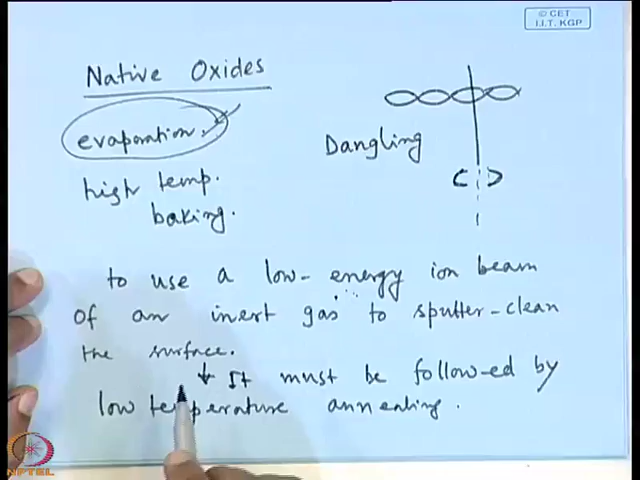 © CET
I.I.T. KGP
Native Oxides
evaporation.
Dangling
high temp.
baking.
to use a low-energy ion beam
of an inert gas to sputter-clean
the surface.
It must be followed by
low temperature annealing.
NPTEL